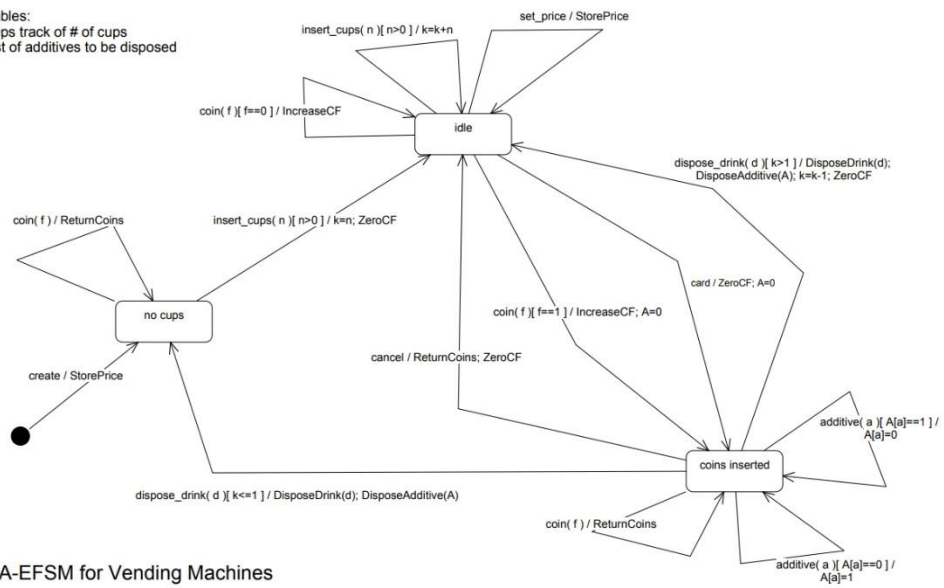 bles:
ps track of # of cups
st of additives to be disposed
insert_cups( n )[ n>0 ] / k=k+n
set_price / StorePrice
coin( f )[ f==0 ] / IncreaseCF
idle
dispose_drink( d )[ k>1 ] / DisposeDrink(d);
DisposeAdditive(A); k=k-1; ZeroCF
coin( f ) / ReturnCoins
insert_cups( n )[ n>0 ] / k=n; ZeroCF
card / ZeroCF; A=0
no cups
coin( f )[ f==1 ] / IncreaseCF; A=0
cancel / ReturnCoins; ZeroCF
create / StorePrice
additive( a )[ A[a]==1 ] /
A[a]=0
coins inserted
dispose_drink( d )[ k<=1 ] / DisposeDrink(d); DisposeAdditive(A)
coin( f ) / ReturnCoins
additive( a )[ A[a]==0 ] /
A[a]=1
A-EFSM for Vending Machines